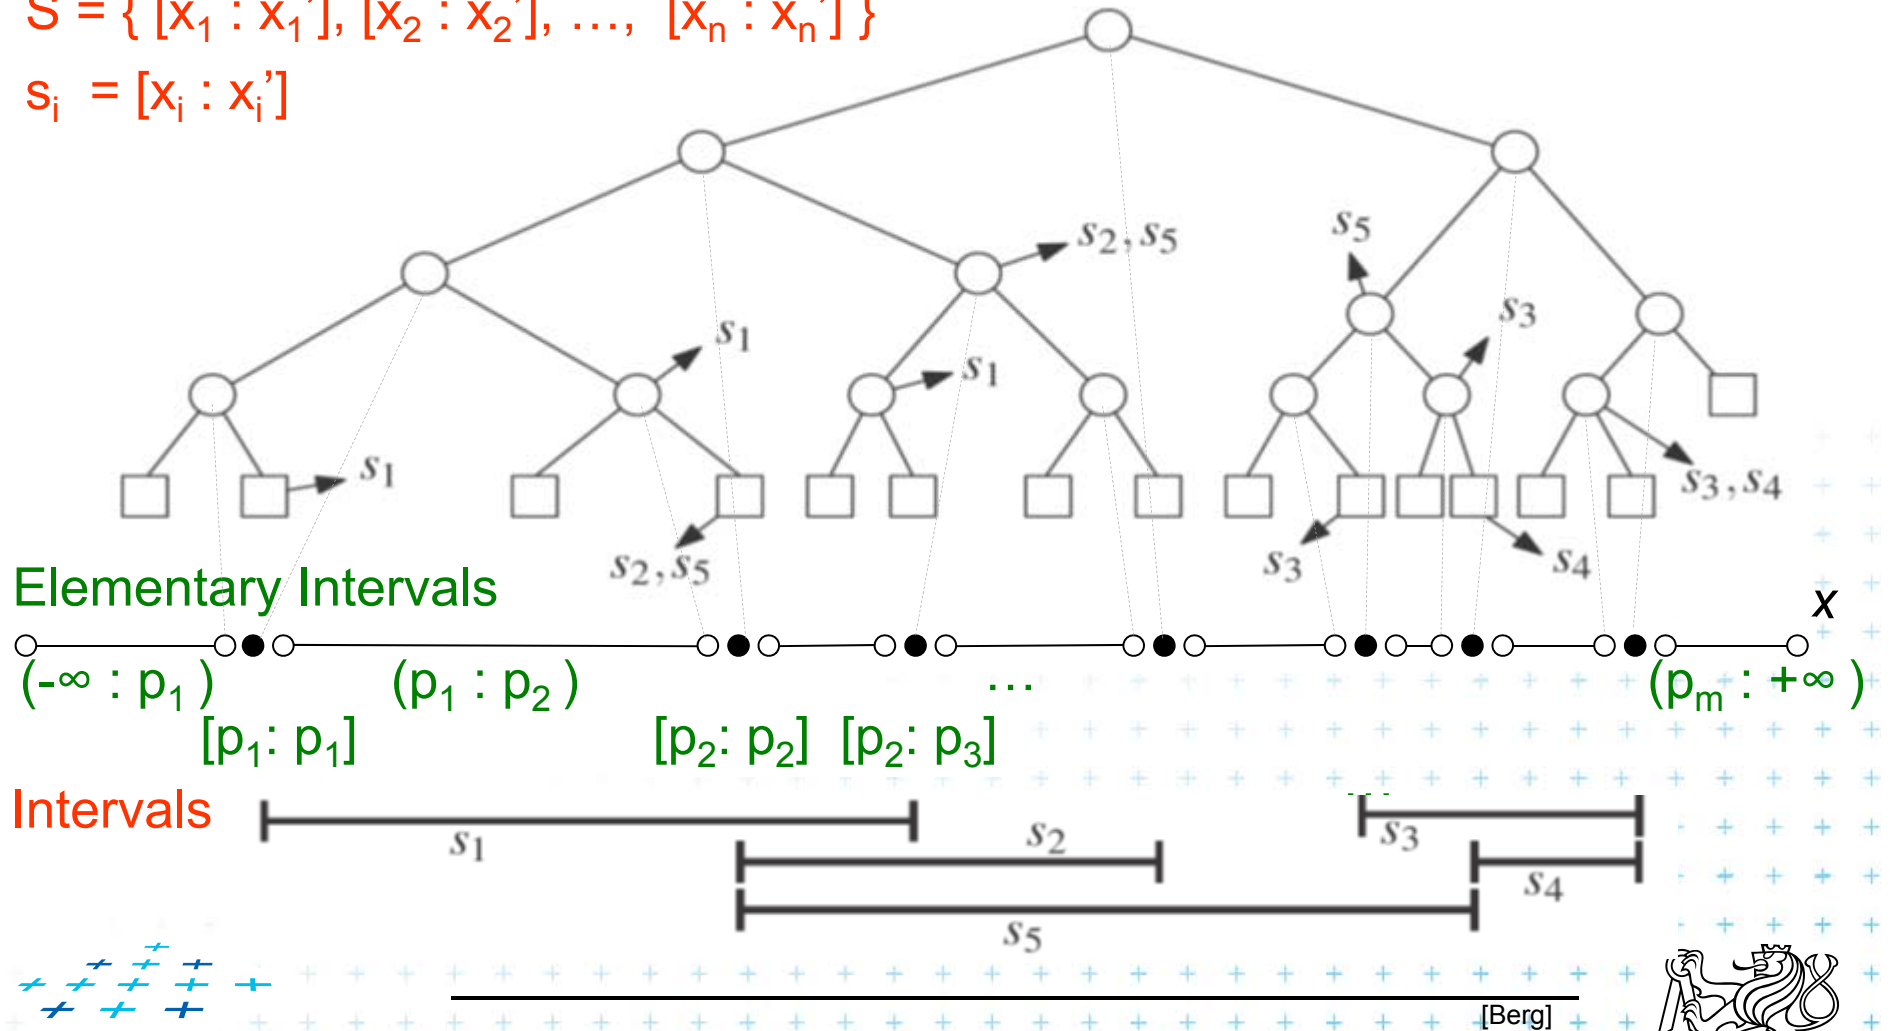 S = { [x1 : x1’], [x2 : x2’], …, [xn : xn’] }
si = [xi : xi’]
s2, s5
s5
s3
s1
s1
s1
s3, s4
s2, s5
s3
s4
Elementary Intervals
x
(-∞ : p1 )
(p1 : p2 )
…
(pm : +∞ )
[p1: p1]
[p2: p2]
[p2: p3]
Intervals
s1
s2
s3
s4
s5
[Berg]